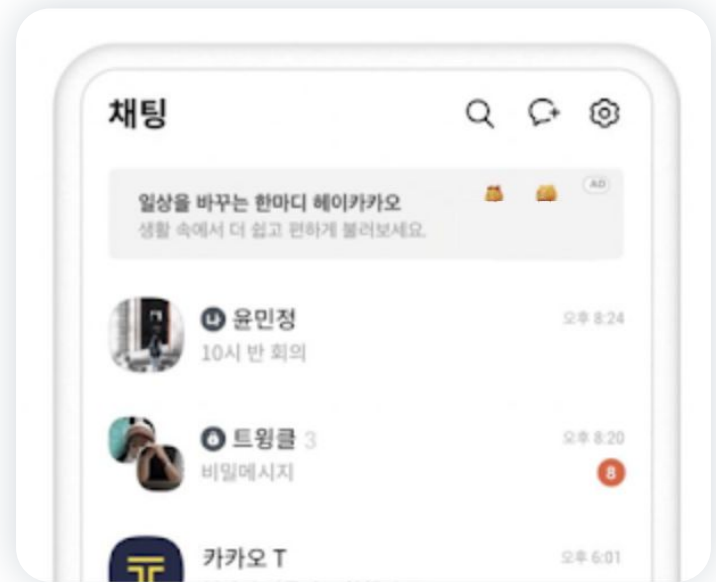 채팅
AD
일상을 바꾸는 한마디 헤이카카오
생활 속에서 더 쉽고 편하게 불러보세요.
나 윤민정
오후 8:24
10시 반 회의
트윙클 3
오후 8:20
비밀메시지
8
카카오 T
오후 6:01